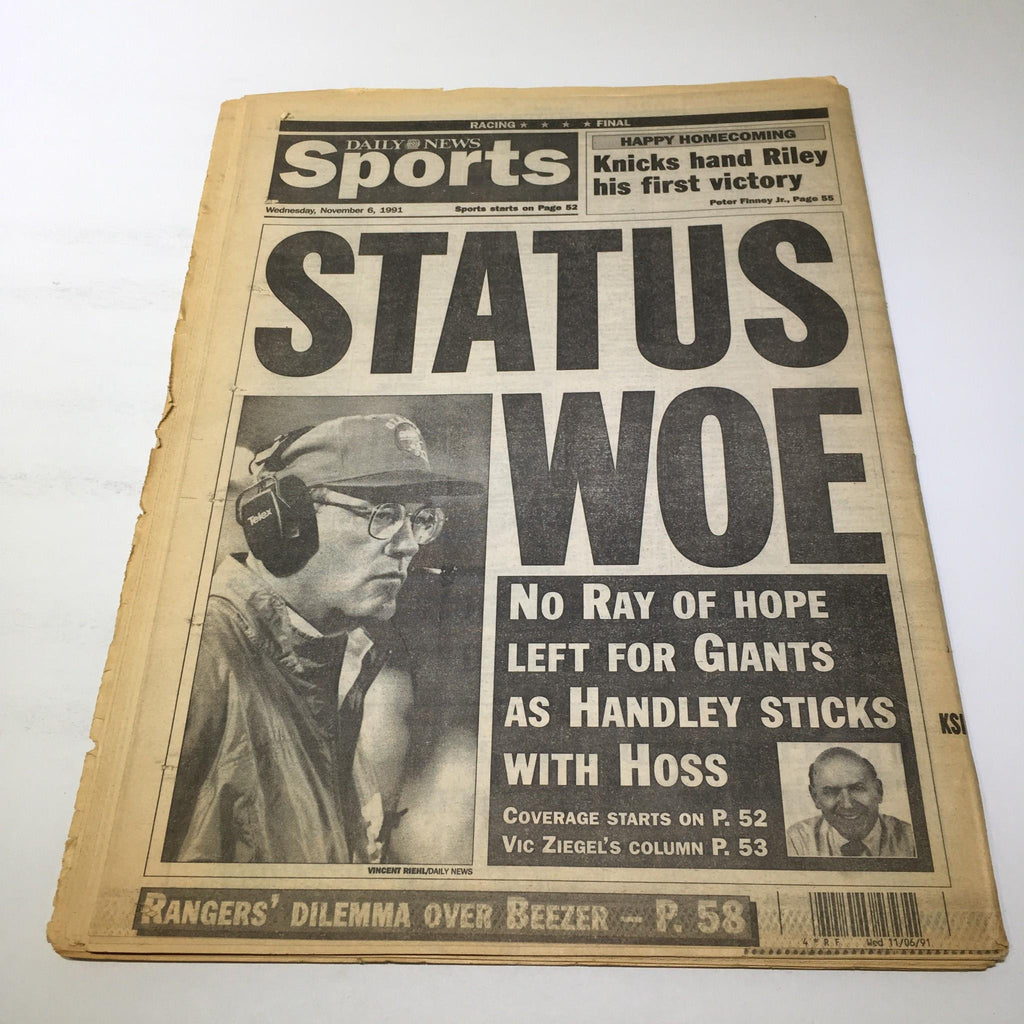 RACING ★ ★ ★ ★ FINAL
DAILY NEWS
Sports
Wednesday, November 6, 1991
Sports starts on Page 52
HAPPY HOMECOMING
Knicks hand Riley
his first victory
Peter Finney Jr., Page 55
STATUS
WOE
Telex
NO RAY OF HOPE
LEFT FOR GIANTS
AS HANDLEY STICKS
WITH HOSS
COVERAGE STARTS ON P. 52
VIC ZIEGEL'S COLUMN P. 53
VINCENT RIEHL/DAILY NEWS
KSI
RANGERS' DILEMMA OVER BEEZER – P. 58
4 * R F Wed 11/06/91